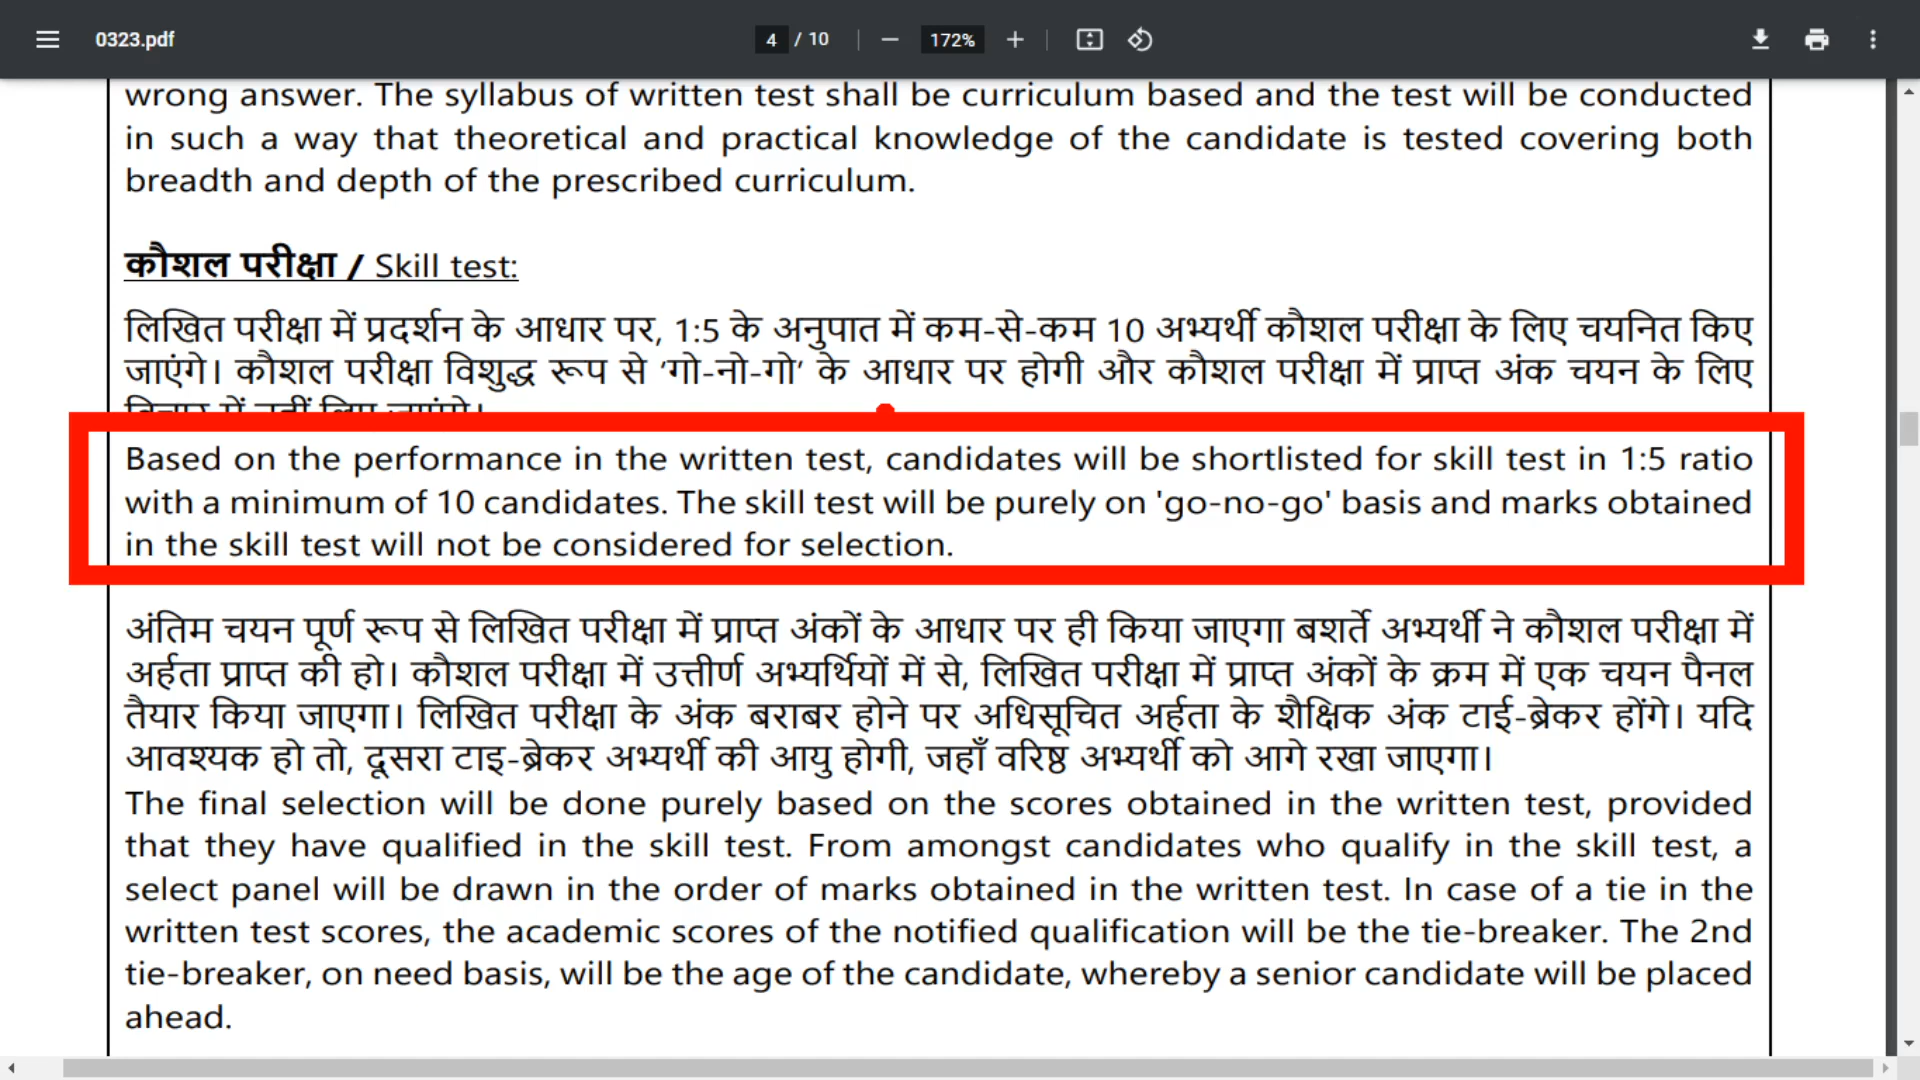 0323.pdf
4 / 10
172%
wrong answer. The syllabus of written test shall be curriculum based and the test will be conducted
in such a way that theoretical and practical knowledge of the candidate is tested covering both
breadth and depth of the prescribed curriculum.
कौशल परीक्षा / Skill test:
लिखित परीक्षा में प्रदर्शन के आधार पर, 1:5 के अनुपात में कम-से-कम 10 अभ्यर्थी कौशल परीक्षा के लिए चयनित किए
जाएंगे। कौशल परीक्षा विशुद्ध रूप से ‘गो-नो-गो’ के आधार पर होगी और कौशल परीक्षा में प्राप्त अंक चयन के लिए
विचार में नहीं लिए जाएंगे।
Based on the performance in the written test, candidates will be shortlisted for skill test in 1:5 ratio
with a minimum of 10 candidates. The skill test will be purely on 'go-no-go' basis and marks obtained
in the skill test will not be considered for selection.
अंतिम चयन पूर्ण रूप से लिखित परीक्षा में प्राप्त अंकों के आधार पर ही किया जाएगा बशर्ते अभ्यर्थी ने कौशल परीक्षा में
अर्हता प्राप्त की हो। कौशल परीक्षा में उत्तीर्ण अभ्यर्थियों में से, लिखित परीक्षा में प्राप्त अंकों के क्रम में एक चयन पैनल
तैयार किया जाएगा। लिखित परीक्षा के अंक बराबर होने पर अधिसूचित अर्हता के शैक्षिक अंक टाई-ब्रेकर होंगे। यदि
आवश्यक हो तो, दूसरा टाइ-ब्रेकर अभ्यर्थी की आयु होगी, जहाँ वरिष्ठ अभ्यर्थी को आगे रखा जाएगा।
The final selection will be done purely based on the scores obtained in the written test, provided
that they have qualified in the skill test. From amongst candidates who qualify in the skill test, a
select panel will be drawn in the order of marks obtained in the written test. In case of a tie in the
written test scores, the academic scores of the notified qualification will be the tie-breaker. The 2nd
tie-breaker, on need basis, will be the age of the candidate, whereby a senior candidate will be placed
ahead.